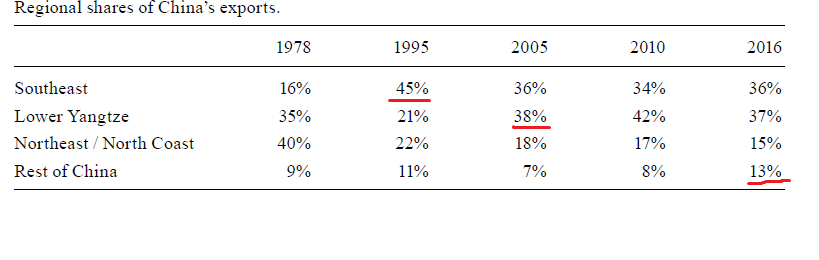 Regional shares of China's exports.
1978 1995 2005 2010 2016
Southeast 16% 45% 36% 34% 36%
Lower Yangtze 35% 21% 38% 42% 37%
Northeast / North Coast 40% 22% 18% 17% 15%
Rest of China 9% 11% 7% 8% 13%